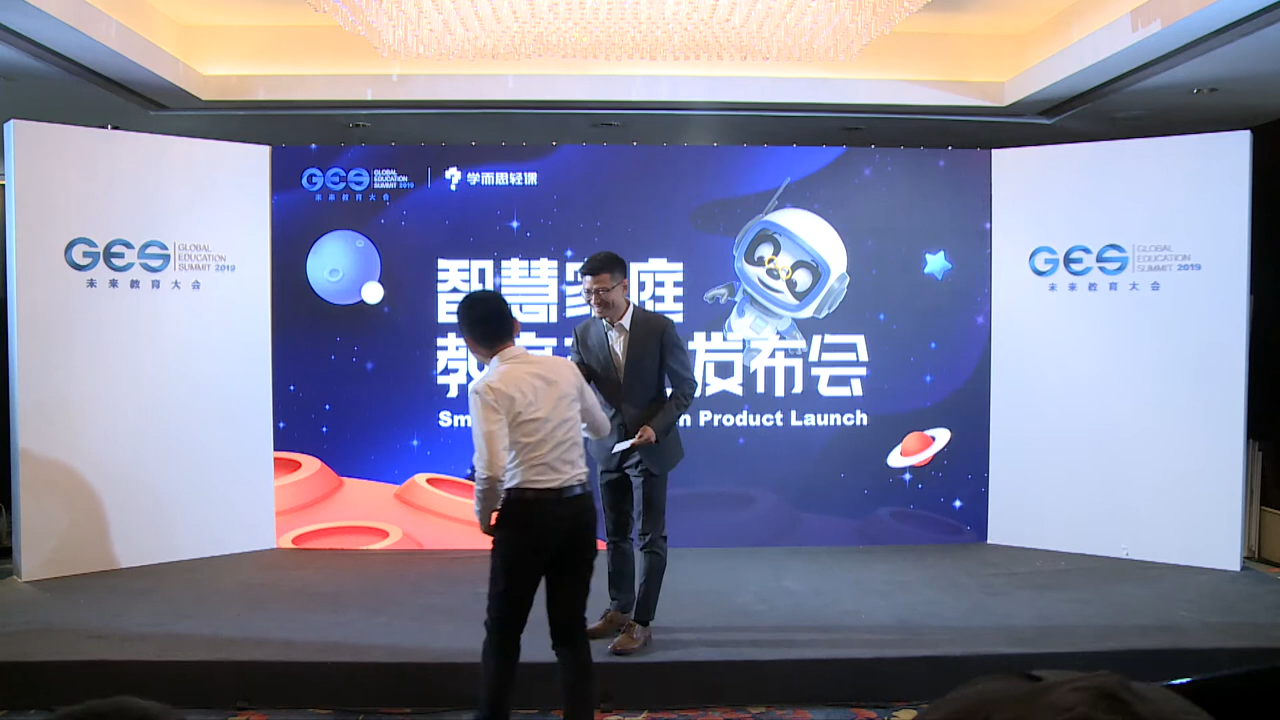 GES
GLOBAL
EDUCATION
SUMMIT 2019
未来教育大会
GES
GLOBAL
EDUCATION
SUMMIT 2019
未来教育大会
学而思轻课
智慧家庭
教 发布会
Product Launch
GES
GLOBAL
EDUCATION
SUMMIT 2019
未来教育大会